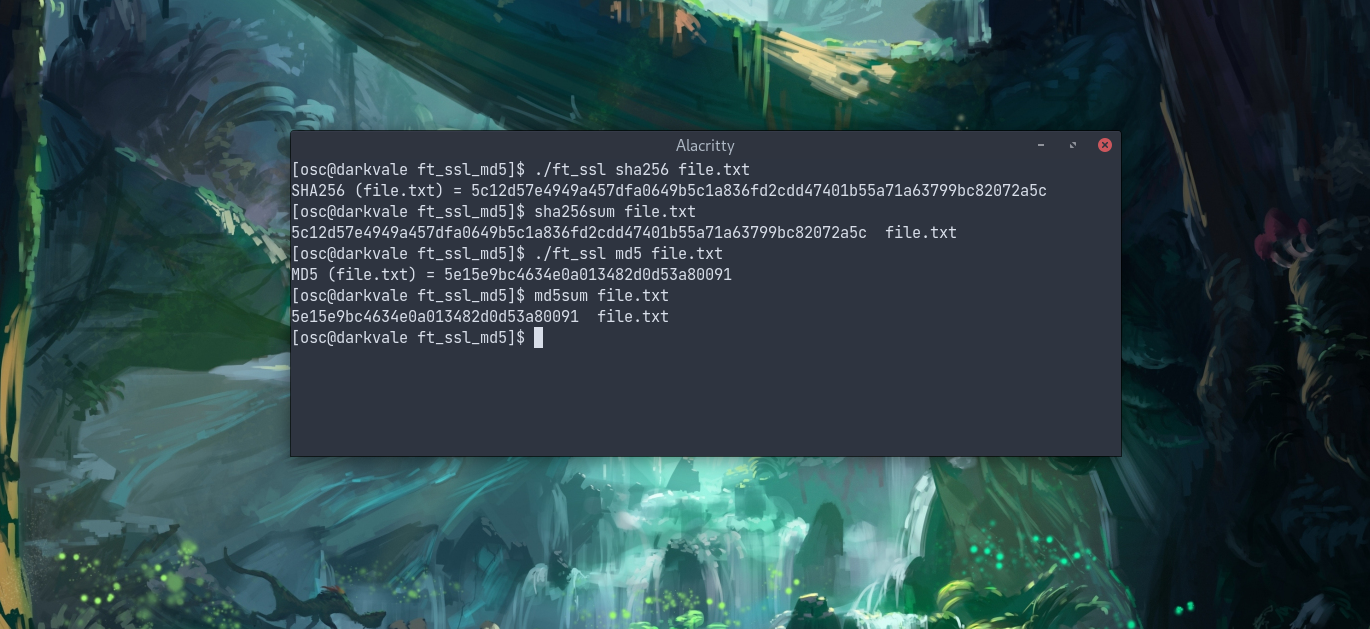 Alacritty
[osc@darkvale ft_ssl_md5]$ ./ft_ssl sha256 file.txt
SHA256 (file.txt) = 5c12d57e4949a457dfa0649b5c1a836fd2cdd47401b55a71a63799bc82072a5c
[osc@darkvale ft_ssl_md5]$ sha256sum file.txt
5c12d57e4949a457dfa0649b5c1a836fd2cdd47401b55a71a63799bc82072a5c  file.txt
[osc@darkvale ft_ssl_md5]$ ./ft_ssl md5 file.txt
MD5 (file.txt) = 5e15e9bc4634e0a013482d0d53a80091
[osc@darkvale ft_ssl_md5]$ md5sum file.txt
5e15e9bc4634e0a013482d0d53a80091  file.txt
[osc@darkvale ft_ssl_md5]$